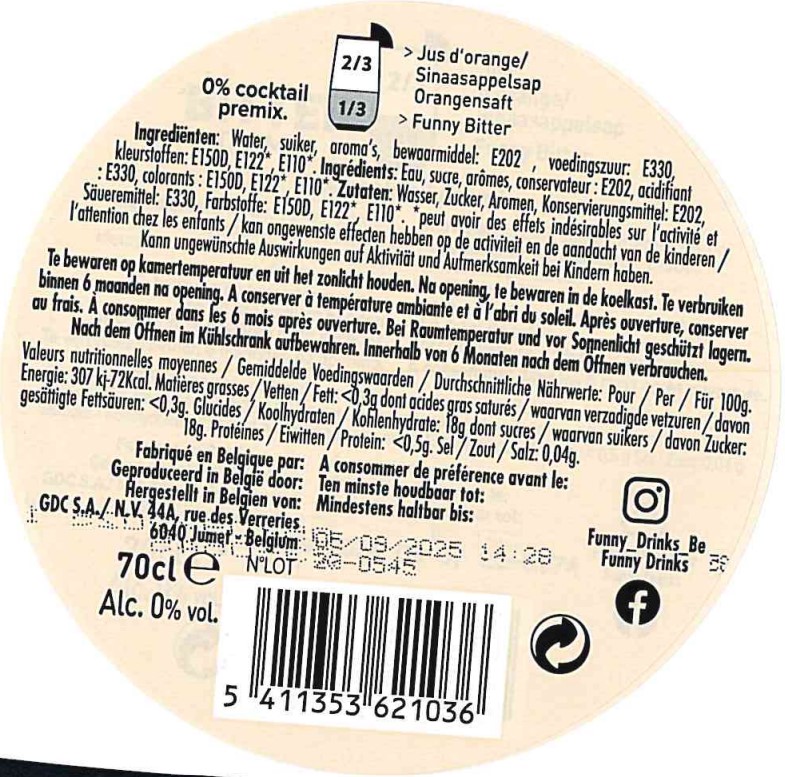 0% cocktail
premix.
2/3
1/3
> Jus d'orange/
Sinaasappelsap
Orangensaft
> Funny Bitter
Ingrediënten: Water, suiker, aroma's, bewaarmiddel: E202 , voedingszuur: E330,
kleurstoffen: E150D, E122*, E110*. Ingrédients: Eau, sucre, arômes, conservateur : E202, acidifiant
: E330, colorants : E150D, E122*, E110*. Zutaten: Wasser, Zucker, Aromen, Konservierungsmittel: E202,
Säueremittel: E330, Farbstoffe: E150D, E122*, E110*. *peut avoir des effets indésirables sur l'activité et
l'attention chez les enfants / kan ongewenste effecten hebben op de activiteit en de aandacht van de kinderen /
Kann ungewünschte Auswirkungen auf Aktivität und Aufmerksamkeit bei Kindern haben.
Te bewaren op kamertemperatuur en uit het zonlicht houden. Na opening, te bewaren in de koelkast. Te verbruiken
binnen 6 maanden na opening. A conserver à température ambiante et à l'abri du soleil. Après ouverture, conserver
au frais. À consommer dans les 6 mois après ouverture. Bei Raumtemperatur und vor Sonnenlicht geschützt lagern.
Nach dem Öffnen im Kühlschrank aufbewahren. Innerhalb von 6 Monaten nach dem Öffnen verbrauchen.
Valeurs nutritionnelles moyennes / Gemiddelde Voedingswaarden / Durchschnittliche Nährwerte: Pour / Per / Für 100g.
Energie: 307 kj-72Kcal. Matières grasses / Vetten / Fett: <0,3g dont acides gras saturés / waarvan verzadigde vetzuren / davon
gesättigte Fettsäuren: <0,3g. Glucides / Koolhydraten / Kohlenhydrate: 18g dont sucres / waarvan suikers / davon Zucker:
18g. Protéines / Eiwitten / Protein: <0,5g. Sel / Zout / Salz: 0,04g.
Fabriqué en Belgique par:
Geproduceerd in België door:
Hergestellt in Belgien von:
GDC S.A./ N.V. 44A, rue des Verreries
6040 Jumet - Belgium
A consommer de préférence avant le:
Ten minste houdbaar tot:
Mindestens haltbar bis:
05/09/2025 14:28
N°LOT 20-0545
70cl e
Alc. 0% vol.
Funny_Drinks_Be
Funny Drinks
5 411353 621036